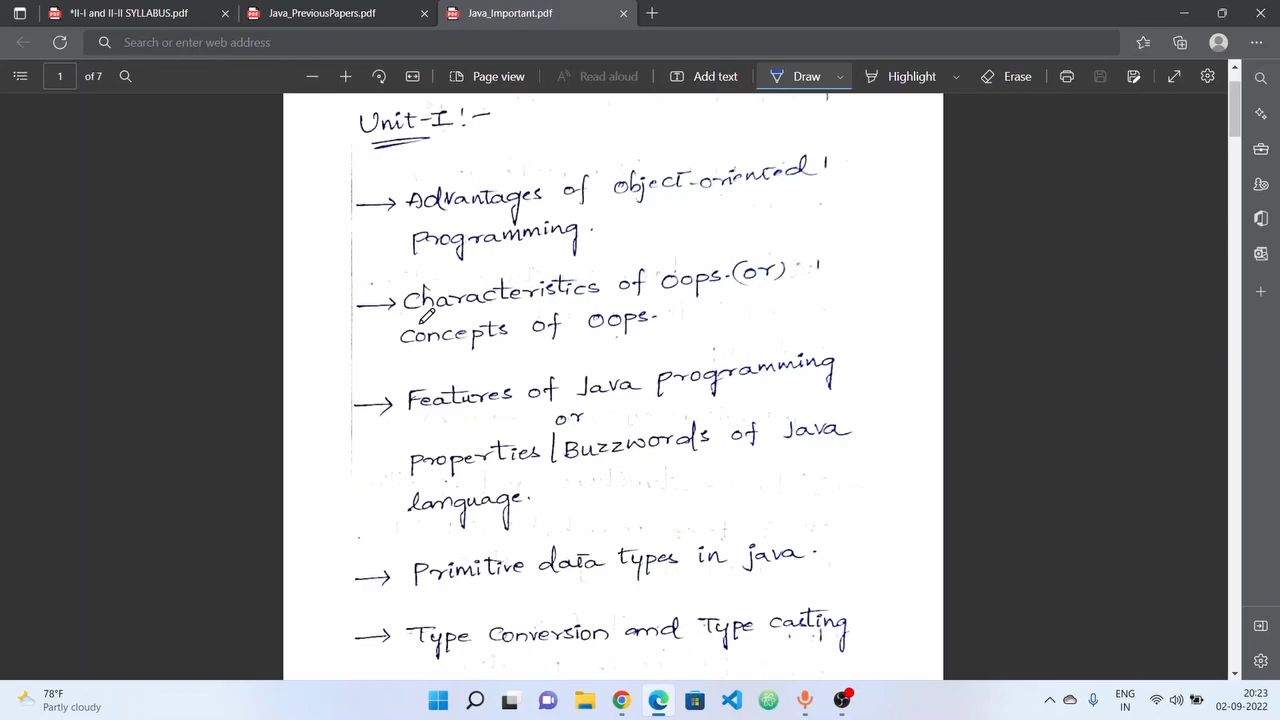 *II-I and II-II SYLLABUS.pdf
Java_PreviousPapers.pdf
Java_Important.pdf
Search or enter web address
1 of 7
Page view
Read aloud
Add text
Draw
Highlight
Erase
Unit-I :-
→ Advantages of object-oriented
programming.
→ Characteristics of OOps. (or)
concepts of OOps.
→ Features of Java programming
or
properties | Buzzwords of Java
language.
→ Primitive data types in java.
→ Type Conversion and Type casting
78°F
Partly cloudy
ENG
IN
20:23
02-09-2022